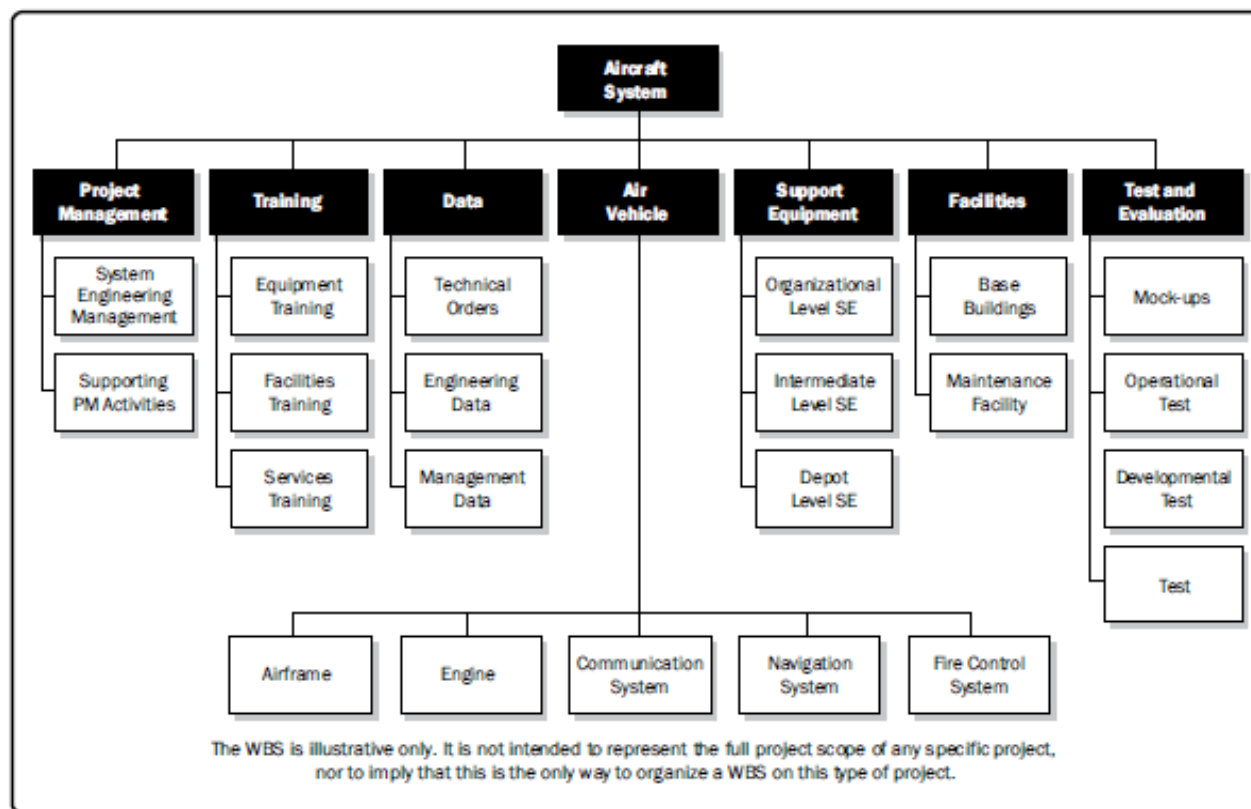 Aircraft
System
Project
Management
Training
Data
Air
Vehicle
Support
Equipment
Facilities
Test and
Evaluation
System
Engineering
Management
Equipment
Training
Technical
Orders
Organizational
Level SE
Base
Buildings
Mock-ups
Supporting
PM Activities
Facilities
Training
Engineering
Data
Intermediate
Level SE
Maintenance
Facility
Operational
Test
Services
Training
Management
Data
Depot
Level SE
Developmental
Test
Test
Airframe
Engine
Communication
System
Navigation
System
Fire Control
System
The WBS is illustrative only. It is not intended to represent the full project scope of any specific project,
nor to imply that this is the only way to organize a WBS on this type of project.